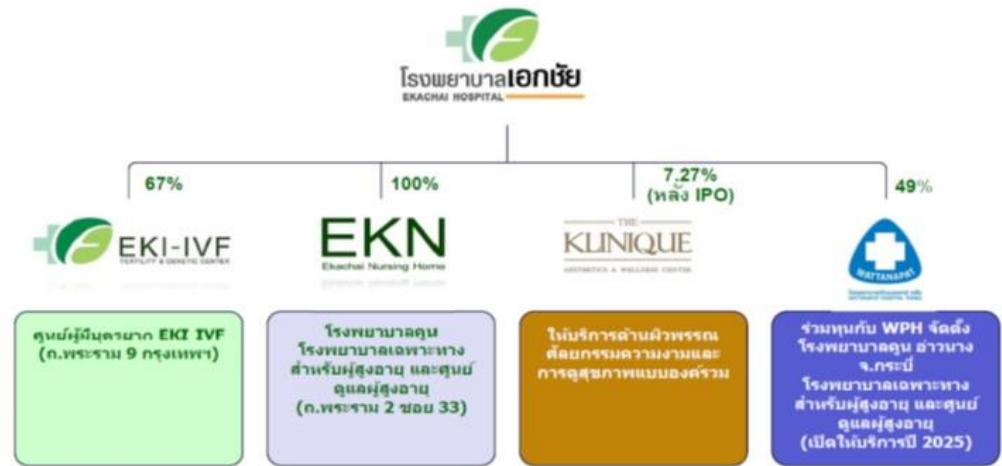 โรงพยาบาลเอกชัย
EKACHAI HOSPITAL
67%
100%
7.27%
(หลัง IPO)
49%
EKI-IVF
FERTILITY & GENETIC CENTER
EKN
Ekachai Nursing Home
THE
KLINIQUE
AESTHETICS & WELLNESS CENTER
WATTANAPAT
ศูนย์ผู้มีบุตรยาก EKI IVF
(ถ.พระราม 9 กรุงเทพฯ)
โรงพยาบาลคูน
โรงพยาบาลเฉพาะทาง
สำหรับผู้สูงอายุ และศูนย์
ดูแลผู้สูงอายุ
(ถ.พระราม 2 ซอย 33)
ให้บริการด้านผิวพรรณ
ศัลยกรรมความงามและ
การดูสุขภาพแบบองค์รวม
ร่วมทุนกับ WPH จัดตั้ง
โรงพยาบาลคูน อ่าวนาง
จ.กระบี่
โรงพยาบาลเฉพาะทาง
สำหรับผู้สูงอายุ และศูนย์
ดูแลผู้สูงอายุ
(เปิดให้บริการปี 2025)